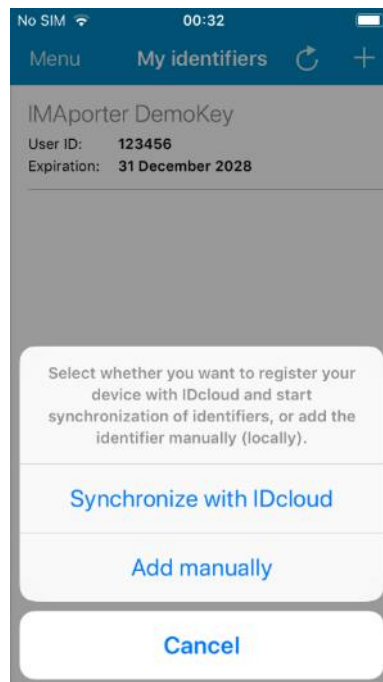 No SIM 00:32
Menu My identifiers
IMAporter DemoKey
User ID: 123456
Expiration: 31 December 2028
Select whether you want to register your
device with IDcloud and start
synchronization of identifiers, or add the
identifier manually (locally).
Synchronize with IDcloud
Add manually
Cancel